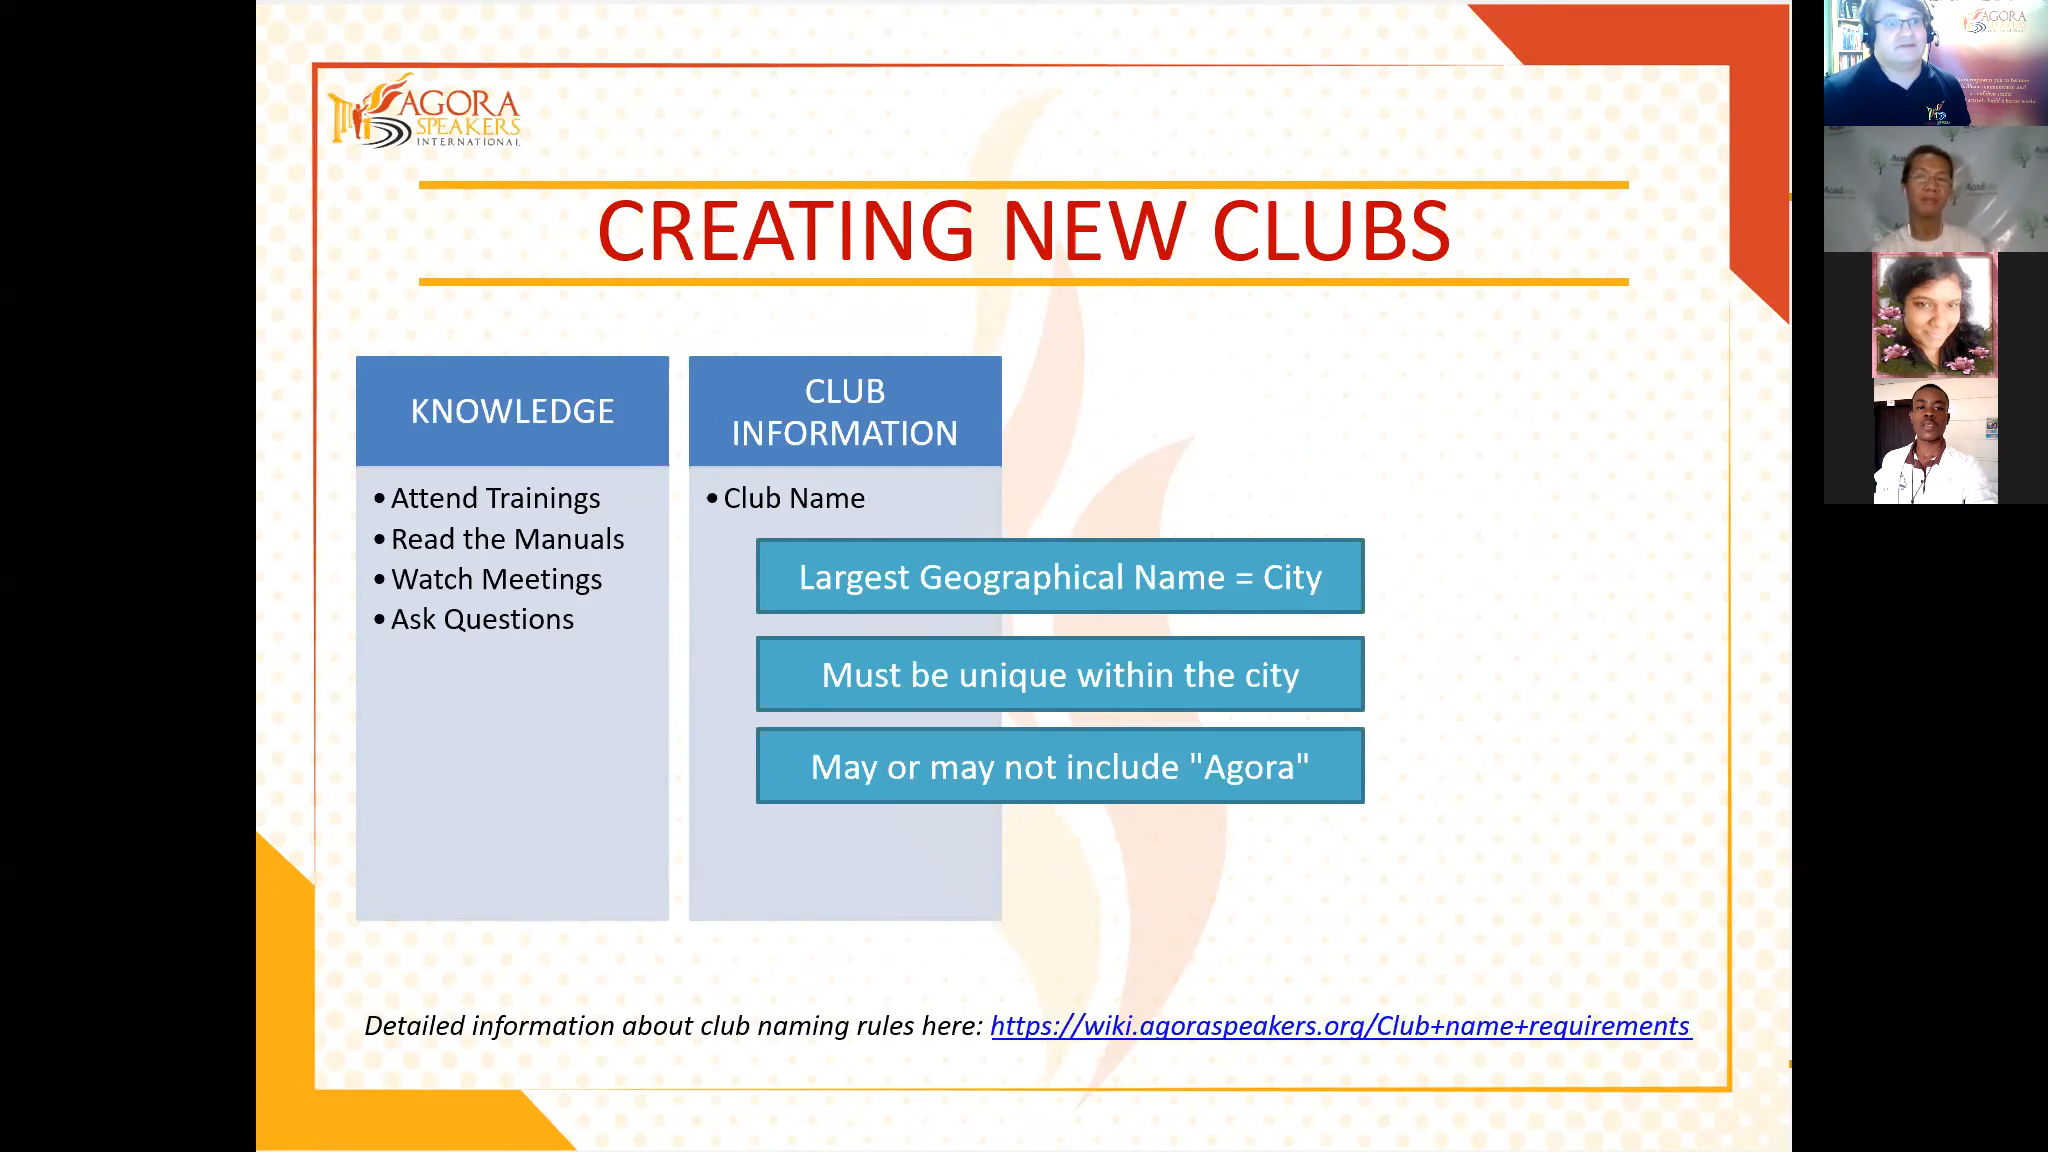 AGORA
SPEAKERS
INTERNATIONAL
CREATING NEW CLUBS
KNOWLEDGE
• Attend Trainings
• Read the Manuals
• Watch Meetings
• Ask Questions
CLUB
INFORMATION
• Club Name
Largest Geographical Name = City
Must be unique within the city
May or may not include "Agora"
Detailed information about club naming rules here: https://wiki.agoraspeakers.org/Club+name+requirements
AGORA